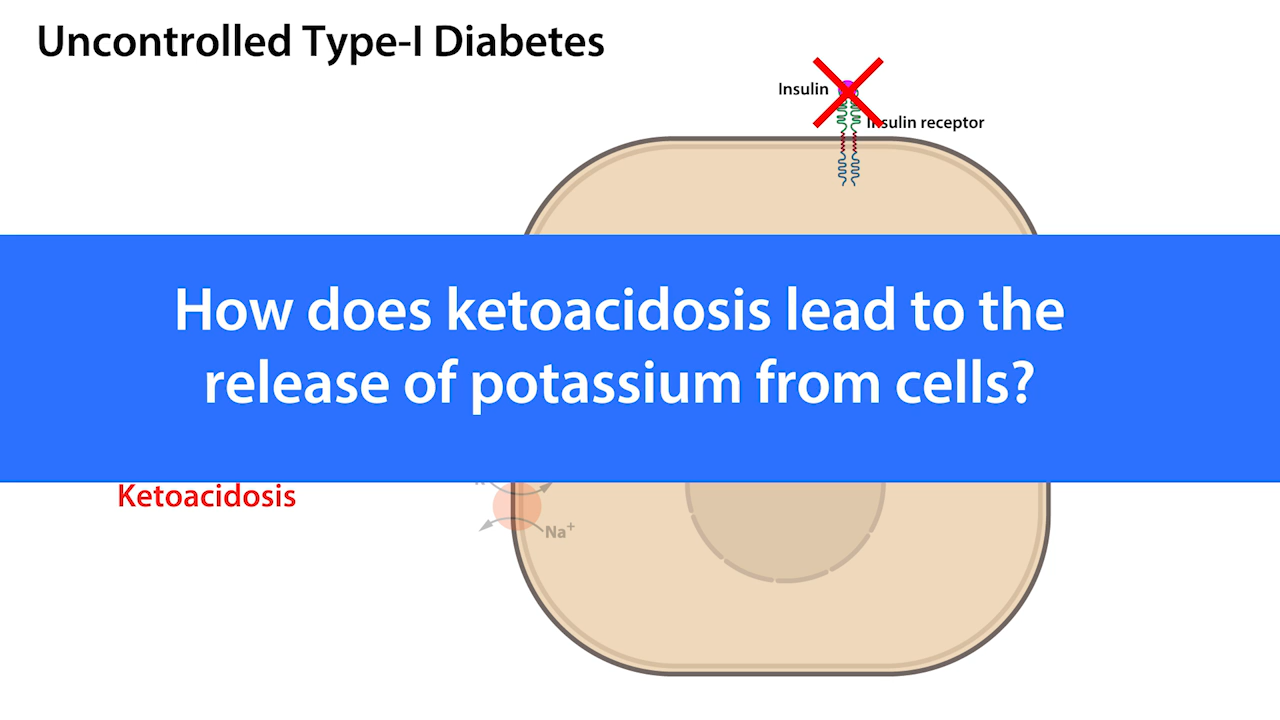 Uncontrolled Type-I Diabetes
Insulin
Insulin receptor
How does ketoacidosis lead to the
release of potassium from cells?
Ketoacidosis
Na⁺